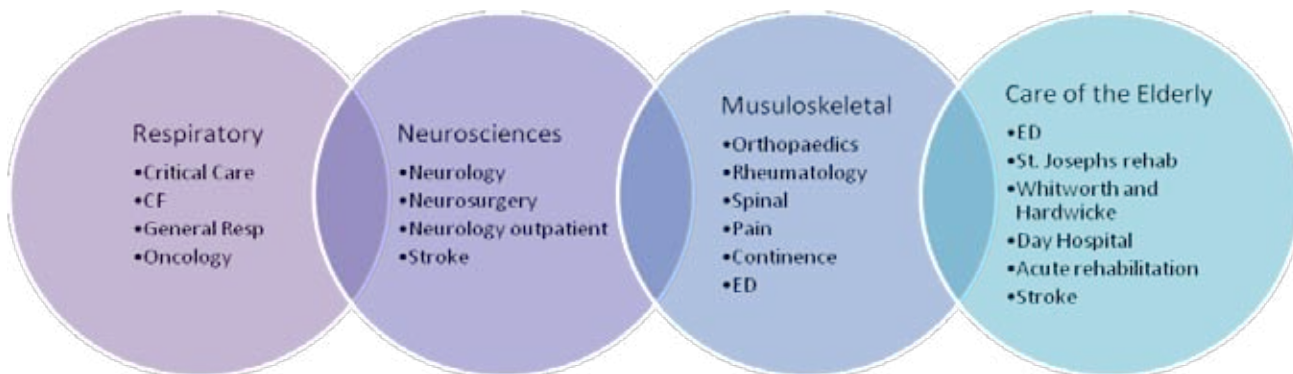 Respiratory
•Critical Care
•CF
•General Resp
•Oncology
Neurosciences
•Neurology
•Neurosurgery
•Neurology outpatient
•Stroke
Musuloskeletal
•Orthopaedics
•Rheumatology
•Spinal
•Pain
•Continence
•ED
Care of the Elderly
•ED
•St. Josephs rehab
•Whitworth and
Hardwicke
•Day Hospital
•Acute rehabilitation
•Stroke